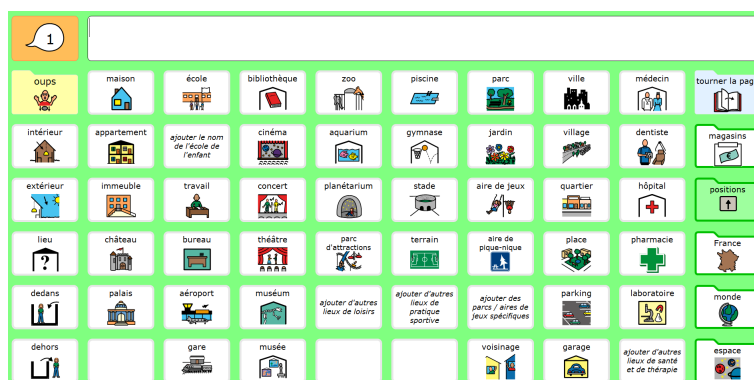 1
oups
maison
école
bibliothèque
zoo
piscine
parc
ville
médecin
tourner la pag
intérieur
appartement
ajouter le nom
de l'école de
l'enfant
cinéma
aquarium
gymnase
jardin
village
dentiste
magasins
extérieur
immeuble
travail
concert
planétarium
stade
aire de jeux
quartier
hôpital
positions
lieu
château
bureau
théâtre
parc
d'attractions
terrain
aire de
pique-nique
place
pharmacie
France
dedans
palais
aéroport
muséum
ajouter d'autres
lieux de loisirs
ajouter d'autres
lieux de
pratique
sportive
ajouter des
parcs / aires de
jeux spécifiques
parking
laboratoire
monde
dehors
gare
musée
voisinage
garage
ajouter d'autres
lieux de santé
et de thérapie
espace